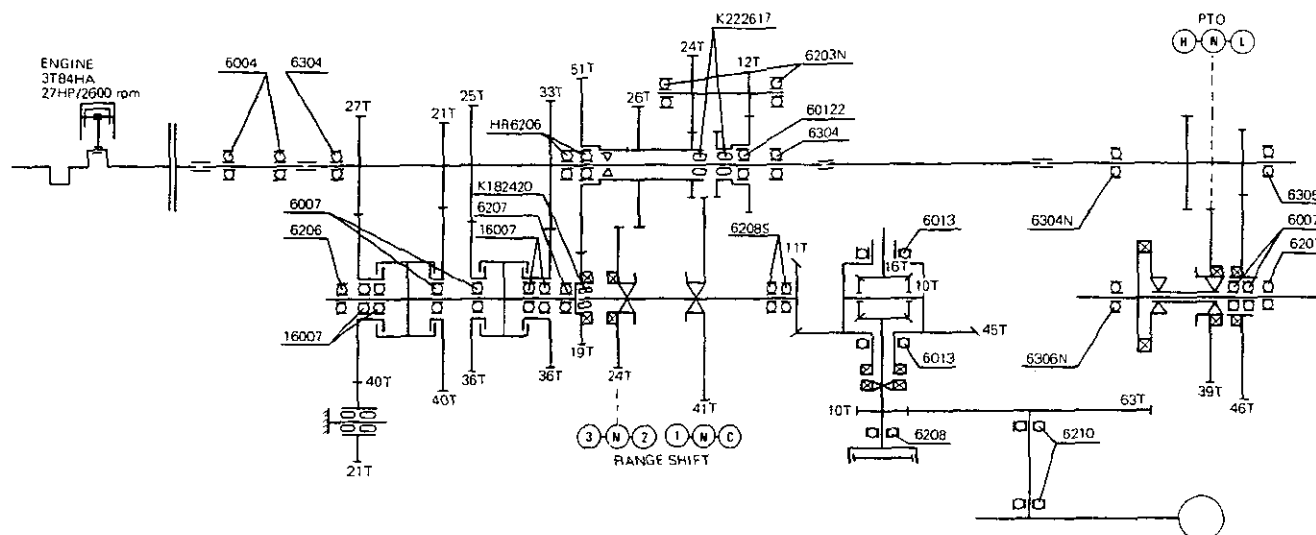 K222617
PTO
H N L
ENGINE
3T84HA
27HP/2600 rpm
6004
6304
24T
51T
12T
6203N
25T
33T
26T
27T
21T
60122
HR6206
6304
K182420
6305
6007
6207
6304N
6206
16007
6208S
11T
6013
6007
16T
10T
16007
19T
45T
6306N
6013
40T
36T
36T
24T
40T
41T
39T
46T
10T
63T
3 N 2
1 N C
6208
6210
RANGE SHIFT
21T